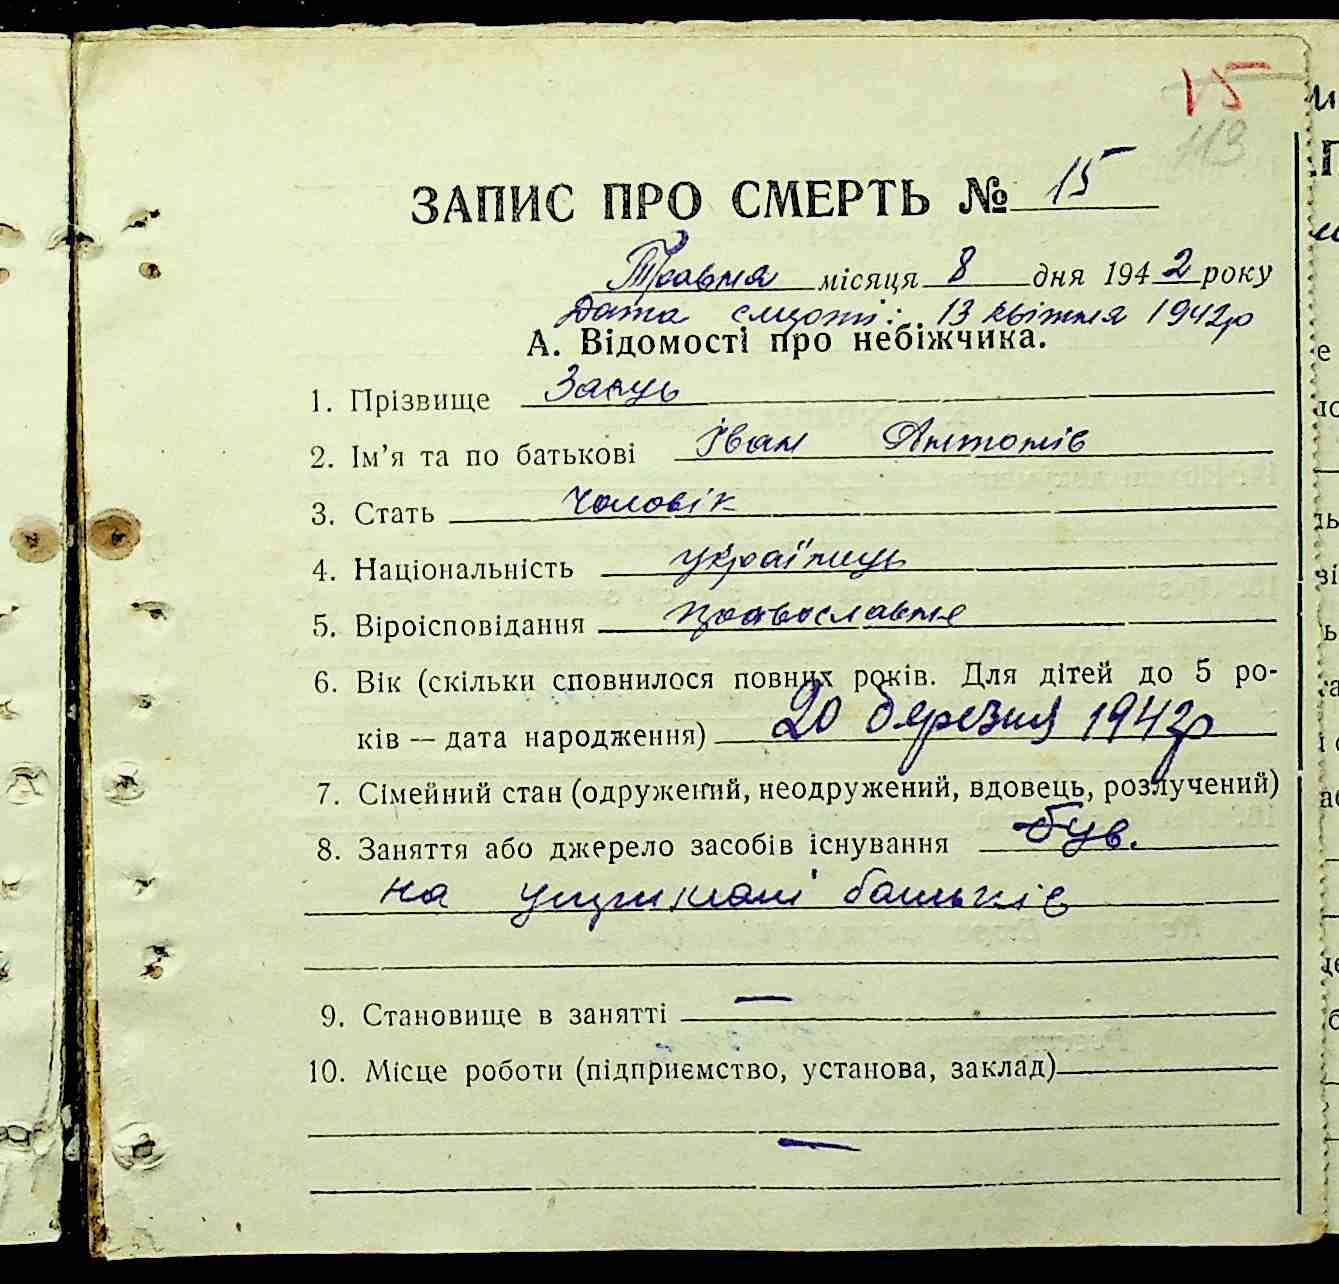 15
113
ЗАПИС ПРО СМЕРТЬ № 15
Травня місяця 8 дня 1942 року
Дата смерти: 13 квітня 1942р
А. Відомості про небіжчика.
1. Прізвище Заяць
2. Ім’я та по батькові Іван Антонів
3. Стать чоловік
4. Національність українець
5. Віроісповідання православне
6. Вік (скільки сповнилося повних років. Для дітей до 5 ро-
ків — дата народження) 20 березня 1942р
7. Сімейний стан (одружений, неодружений, вдовець, розлучений)
8. Заняття або джерело засобів існування був.
на утриманні батьків
9. Становище в занятті —
10. Місце роботи (підприємство, установа, заклад)
—